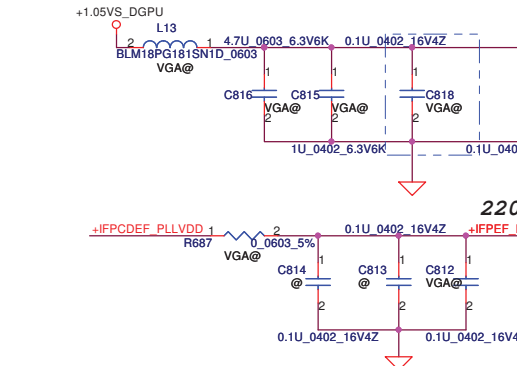 +1.05VS_DGPU
L13
2 1
BLM18PG181SN1D_0603
VGA@
4.7U_0603_6.3V6K
0.1U_0402_16V4Z
1 1 1
C816 C815 C818
VGA@ VGA@ VGA@
2 2 2
1U_0402_6.3V6K
0.1U_040
220
+IFPCDEF_PLLVDD 1 2
R687 0_0603_5%
VGA@
0.1U_0402_16V4Z
+IFPEF_
1 1 1
C814 C813 C812
@ @ VGA@
2 2 2
0.1U_0402_16V4Z
0.1U_0402_16V4